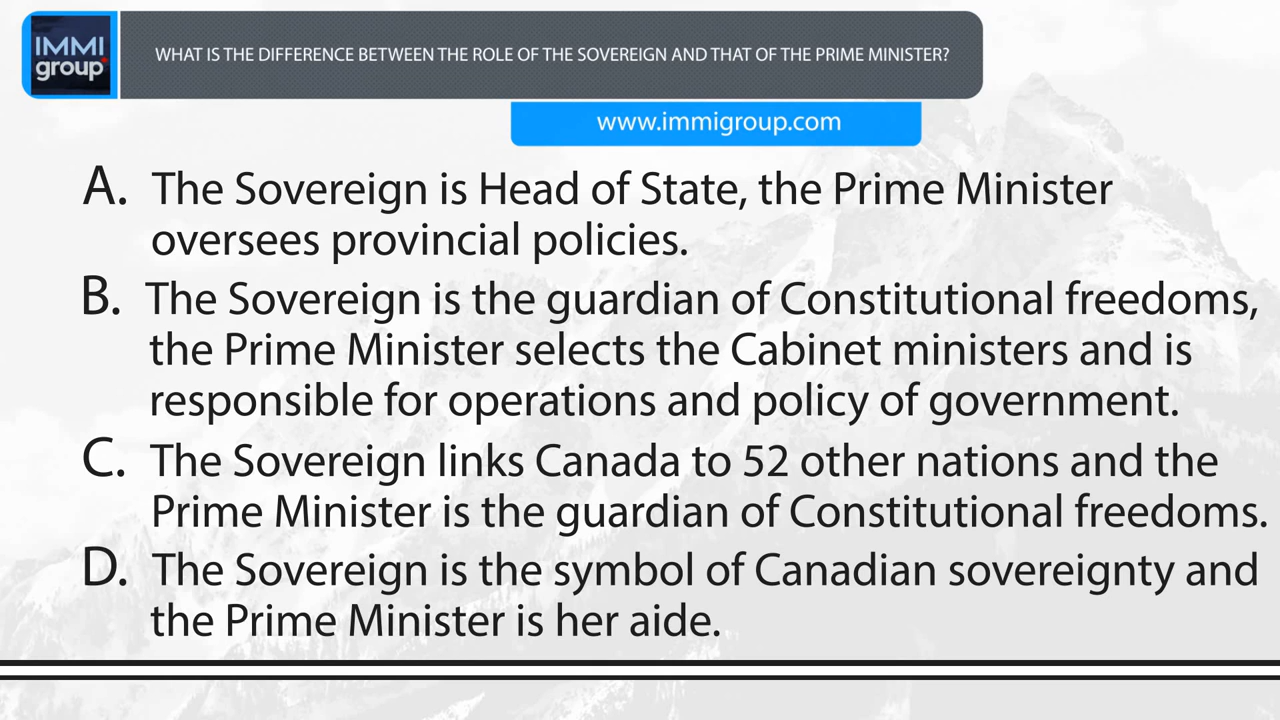 IMMI
group
WHAT IS THE DIFFERENCE BETWEEN THE ROLE OF THE SOVEREIGN AND THAT OF THE PRIME MINISTER?
www.immigroup.com
A. The Sovereign is Head of State, the Prime Minister
oversees provincial policies.
B. The Sovereign is the guardian of Constitutional freedoms,
the Prime Minister selects the Cabinet ministers and is
responsible for operations and policy of government.
C. The Sovereign links Canada to 52 other nations and the
Prime Minister is the guardian of Constitutional freedoms.
D. The Sovereign is the symbol of Canadian sovereignty and
the Prime Minister is her aide.